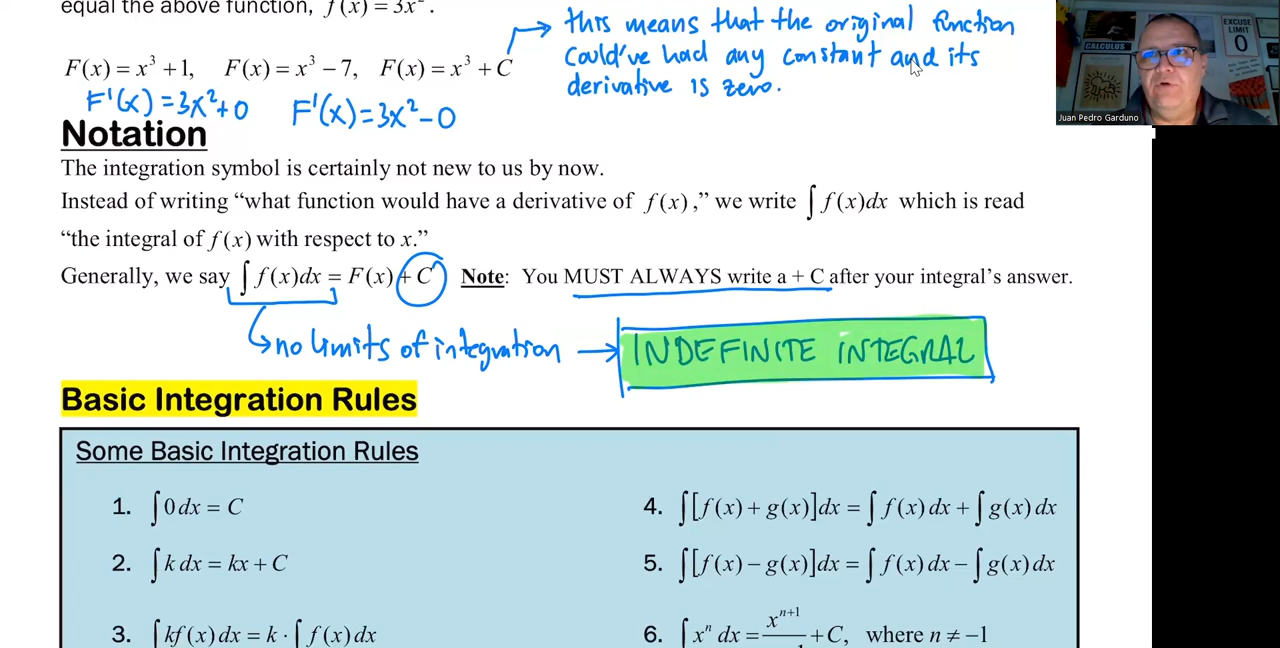 equal the above function, f(x) = 3x².
this means that the original function
could've had any constant and its
derivative is zero.
F(x) = x³ + 1, F(x) = x³ − 7, F(x) = x³ + C
F'(x) = 3x² + 0 F'(x) = 3x² − 0
Notation
The integration symbol is certainly not new to us by now.
Instead of writing “what function would have a derivative of f(x),” we write ∫ f(x)dx which is read
“the integral of f(x) with respect to x.”
Generally, we say ∫ f(x)dx = F(x) + C Note: You MUST ALWAYS write a + C after your integral’s answer.
no limits of integration → INDEFINITE INTEGRAL
Basic Integration Rules
Some Basic Integration Rules
1. ∫ 0 dx = C
2. ∫ k dx = kx + C
3. ∫ kf(x) dx = k · ∫ f(x) dx
4. ∫ [f(x) + g(x)]dx = ∫ f(x) dx + ∫ g(x) dx
5. ∫ [f(x) − g(x)]dx = ∫ f(x) dx − ∫ g(x) dx
6. ∫ xⁿ dx = xⁿ⁺¹/ + C, where n ≠ −1
CALCULUS
EXCUSE
LIMIT
0
Juan Pedro Garduno